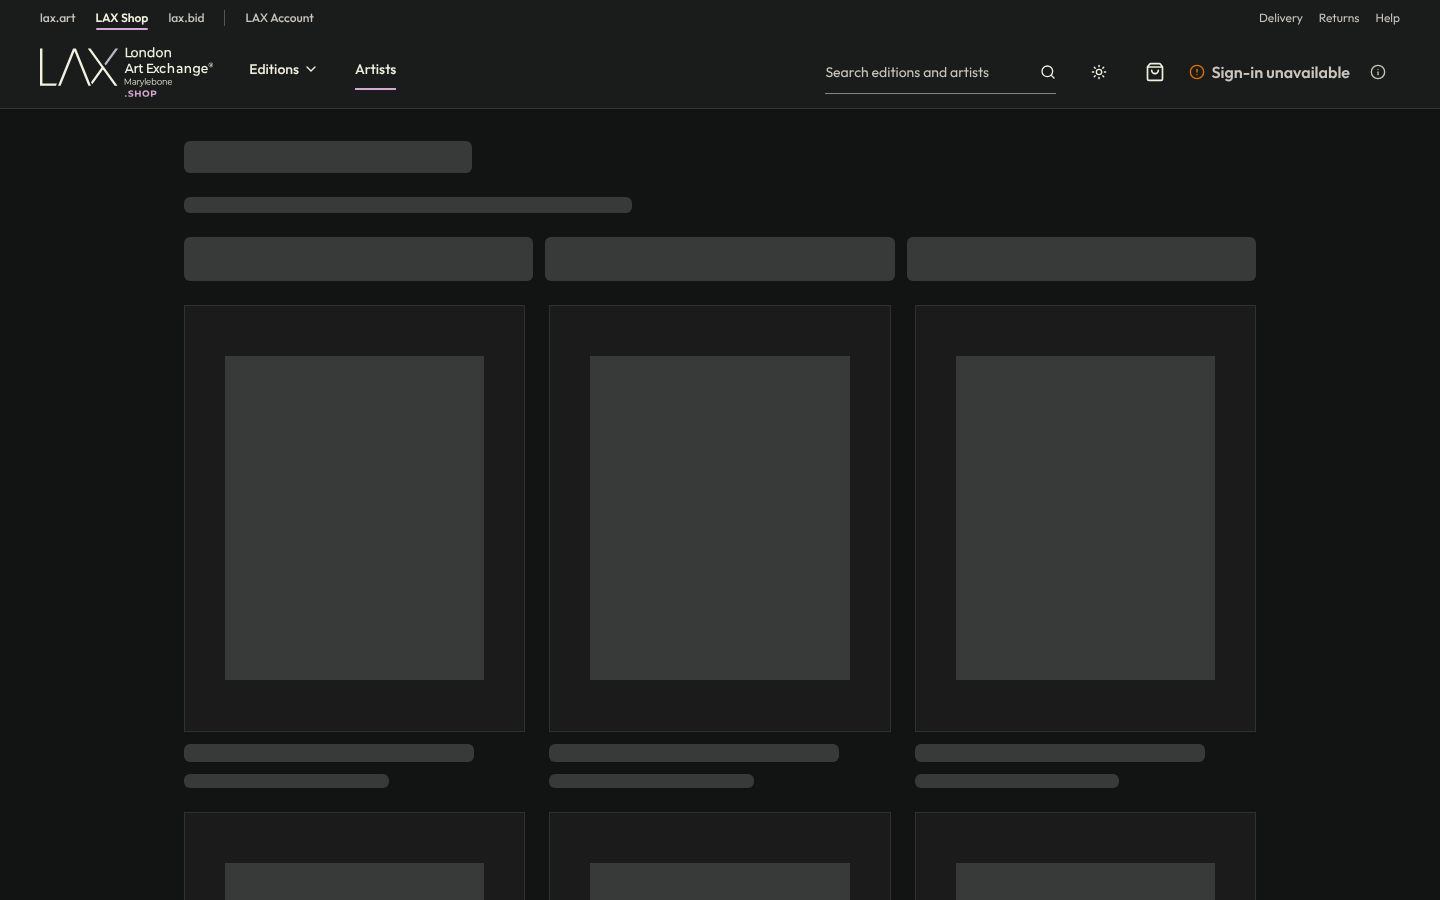 lax.art
LAX Shop
lax.bid
LAX Account
Delivery
Returns
Help
LAX
London
Art Exchange®
Marylebone
.SHOP
Editions
Artists
Search editions and artists
Sign-in unavailable